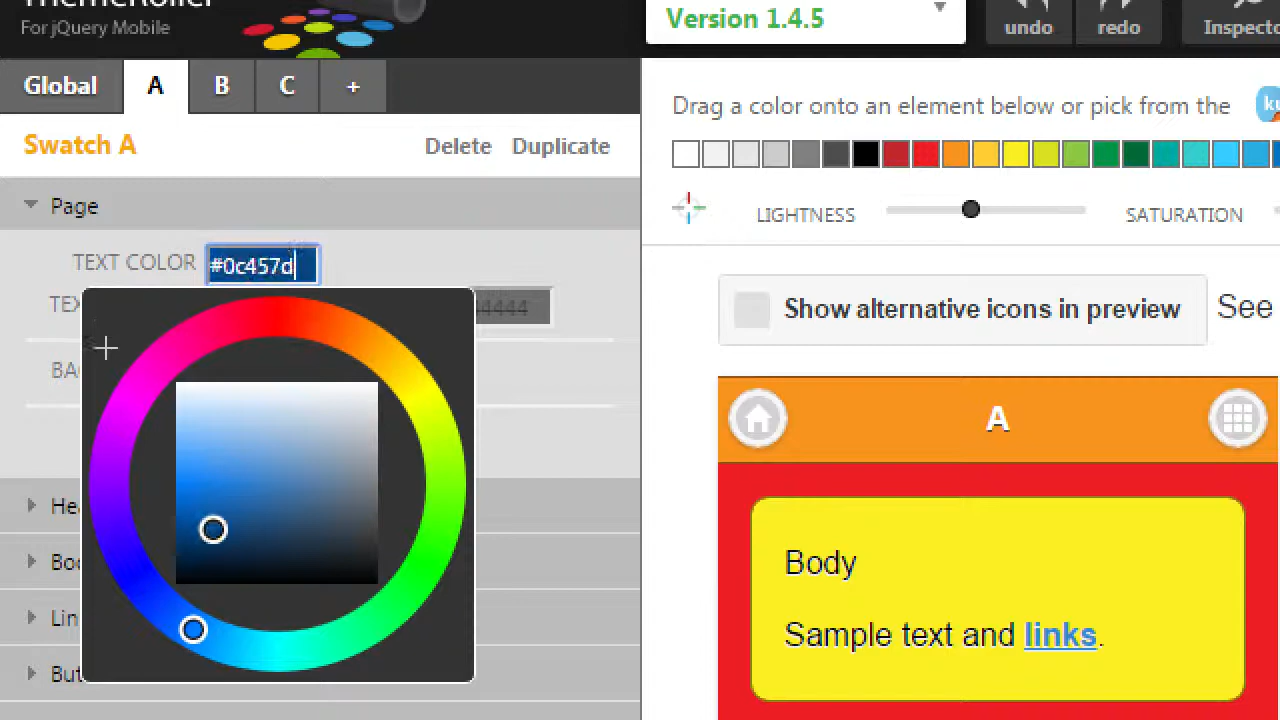 ThemeRoller
For jQuery Mobile
Version 1.4.5
undo
redo
Global
A
B
C
+
Swatch A
Delete
Duplicate
Page
TEXT COLOR
#0c457d
Drag a color onto an element below or pick from the
LIGHTNESS
SATURATION
Show alternative icons in preview
See
A
Body
Sample text and links.